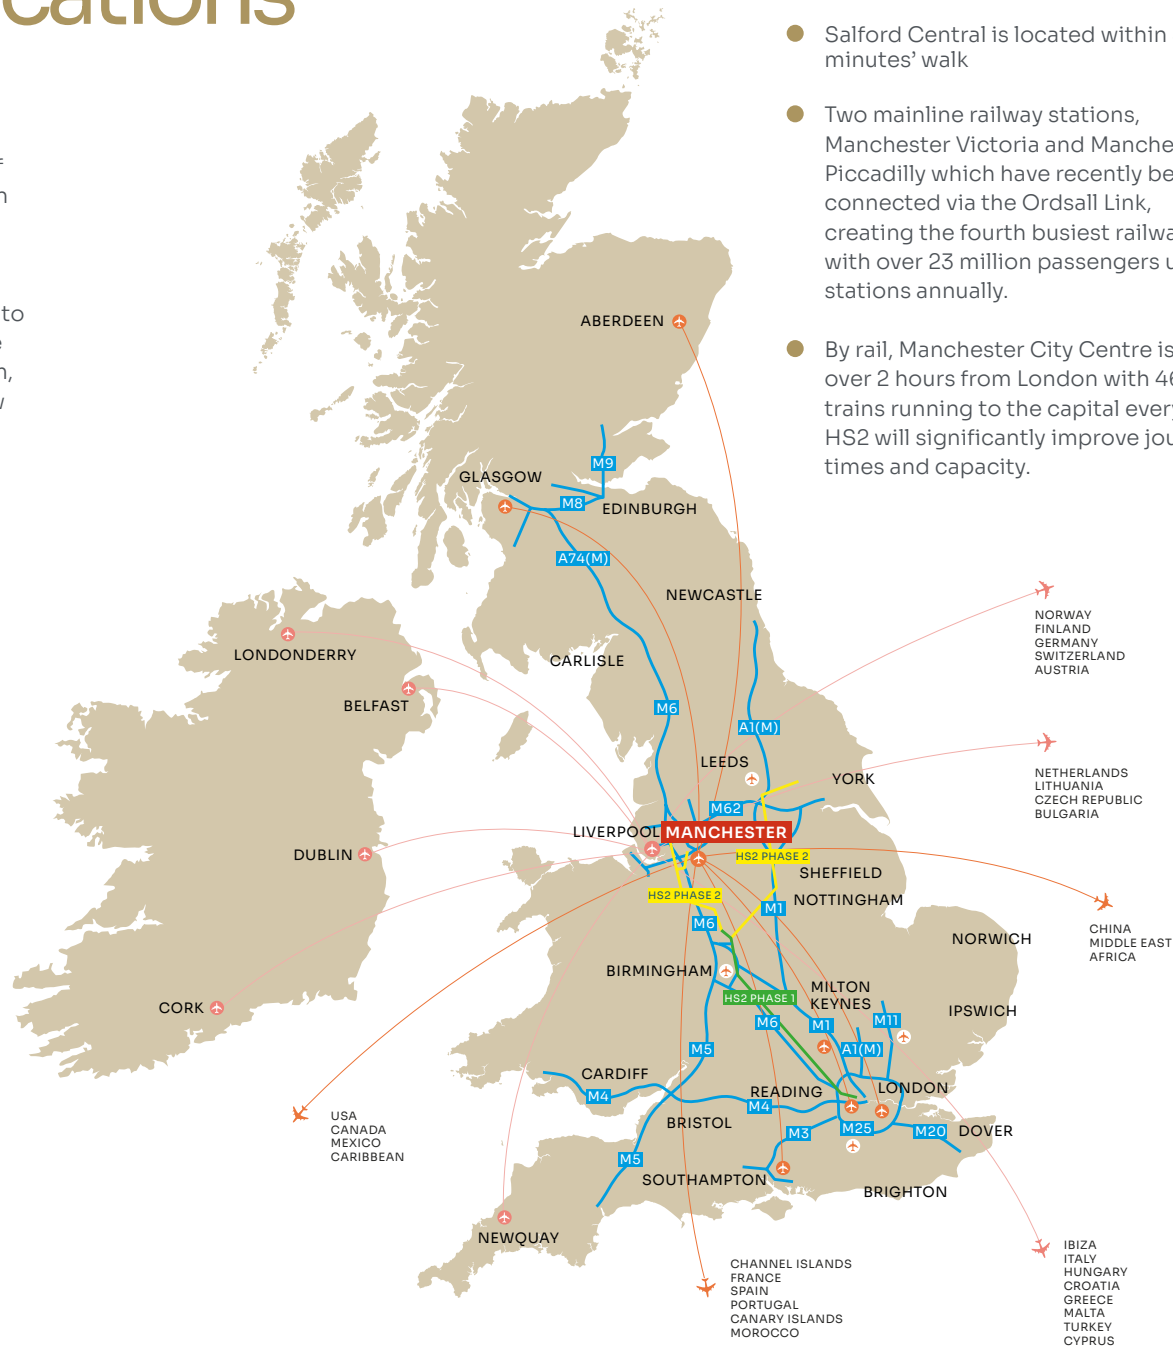 cations
Salford Central is located within
minutes’ walk
Two mainline railway stations,
Manchester Victoria and Manche
Piccadilly which have recently be
connected via the Ordsall Link,
creating the fourth busiest railwa
with over 23 million passengers u
stations annually.
By rail, Manchester City Centre is
over 2 hours from London with 46
trains running to the capital every
HS2 will significantly improve jou
times and capacity.
to
ABERDEEN
M9
GLASGOW
M8
EDINBURGH
A74(M)
NEWCASTLE
NORWAY
FINLAND
GERMANY
SWITZERLAND
AUSTRIA
LONDONDERRY
CARLISLE
BELFAST
M6
A1(M)
LEEDS
YORK
NETHERLANDS
LITHUANIA
CZECH REPUBLIC
BULGARIA
M62
LIVERPOOL
MANCHESTER
DUBLIN
HS2 PHASE 2
SHEFFIELD
HS2 PHASE 2
NOTTINGHAM
M1
M6
CHINA
MIDDLE EAST
AFRICA
NORWICH
BIRMINGHAM
MILTON
KEYNES
HS2 PHASE 1
CORK
IPSWICH
M6
M1
M11
M5
A1(M)
CARDIFF
READING
LONDON
M4
M4
USA
CANADA
MEXICO
CARIBBEAN
BRISTOL
M3
M25
M20
DOVER
M5
SOUTHAMPTON
BRIGHTON
NEWQUAY
CHANNEL ISLANDS
FRANCE
SPAIN
PORTUGAL
CANARY ISLANDS
MOROCCO
IBIZA
ITALY
HUNGARY
CROATIA
GREECE
MALTA
TURKEY
CYPRUS